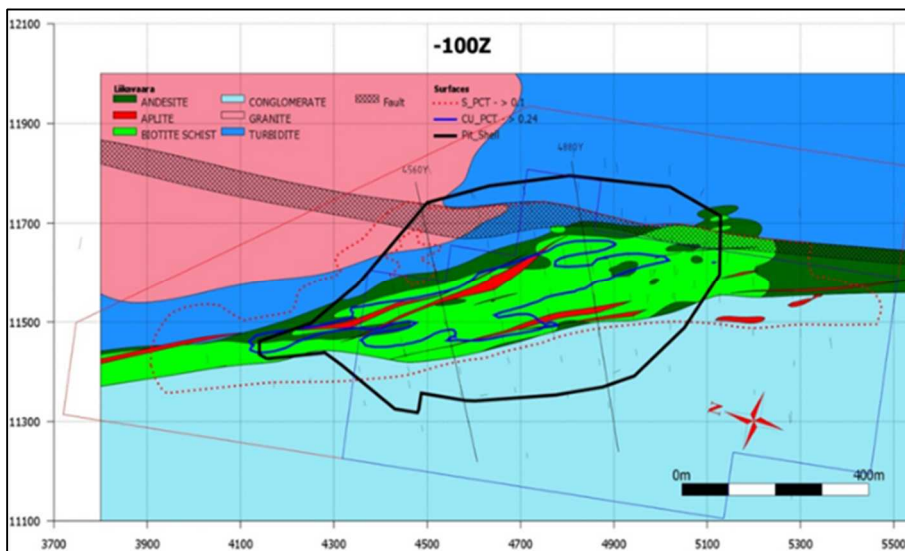 12100
-100Z
Liikavaara
Surfaces
ANDESITE
CONGLOMERATE
Fault
S_PCT - > 0.1
APLITE
GRANITE
CU_PCT - > 0.24
BIOTITE SCHIST
TURBIDITE
Pit_Shell
11900
4560Y
4880Y
11700
11500
11300
N
0m
400m
11100
3700
3900
4100
4300
4500
4700
4900
5100
5300
5500